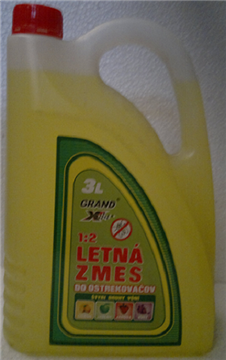 3L
GRAND
1:2
LETNÁ
ZMES
DO OSTREKOVAČOV